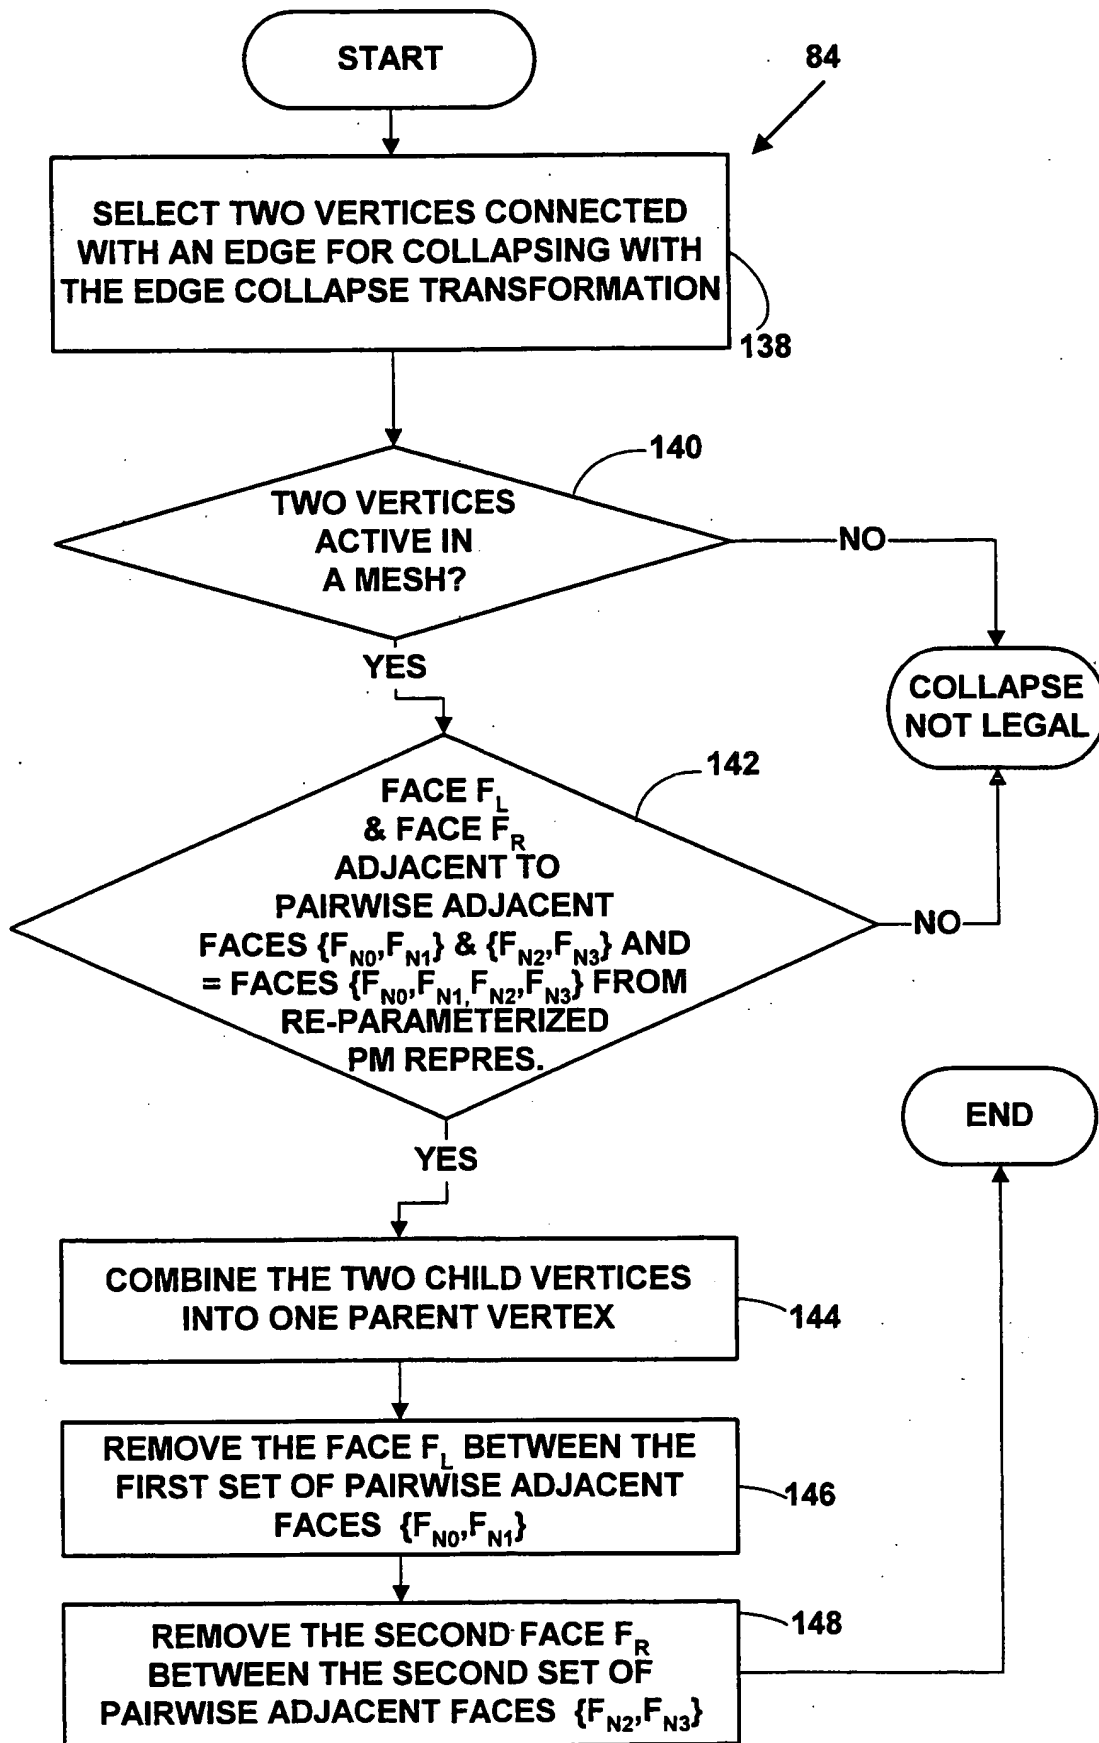 START
84
SELECT TWO VERTICES CONNECTED
WITH AN EDGE FOR COLLAPSING WITH
THE EDGE COLLAPSE TRANSFORMATION
138
140
TWO VERTICES
ACTIVE IN
A MESH?
NO
YES
COLLAPSE
NOT LEGAL
142
FACE F_L
& FACE F_R
ADJACENT TO
PAIRWISE ADJACENT
FACES {F_N0,F_N1} & {F_N2,F_N3} AND
= FACES {F_N0,F_N1,F_N2,F_N3} FROM
RE-PARAMETERIZED
PM REPRES.
NO
YES
END
COMBINE THE TWO CHILD VERTICES
INTO ONE PARENT VERTEX
144
REMOVE THE FACE F_L BETWEEN THE
FIRST SET OF PAIRWISE ADJACENT
FACES {F_N0,F_N1}
146
REMOVE THE SECOND FACE F_R
BETWEEN THE SECOND SET OF
PAIRWISE ADJACENT FACES {F_N2,F_N3}
148